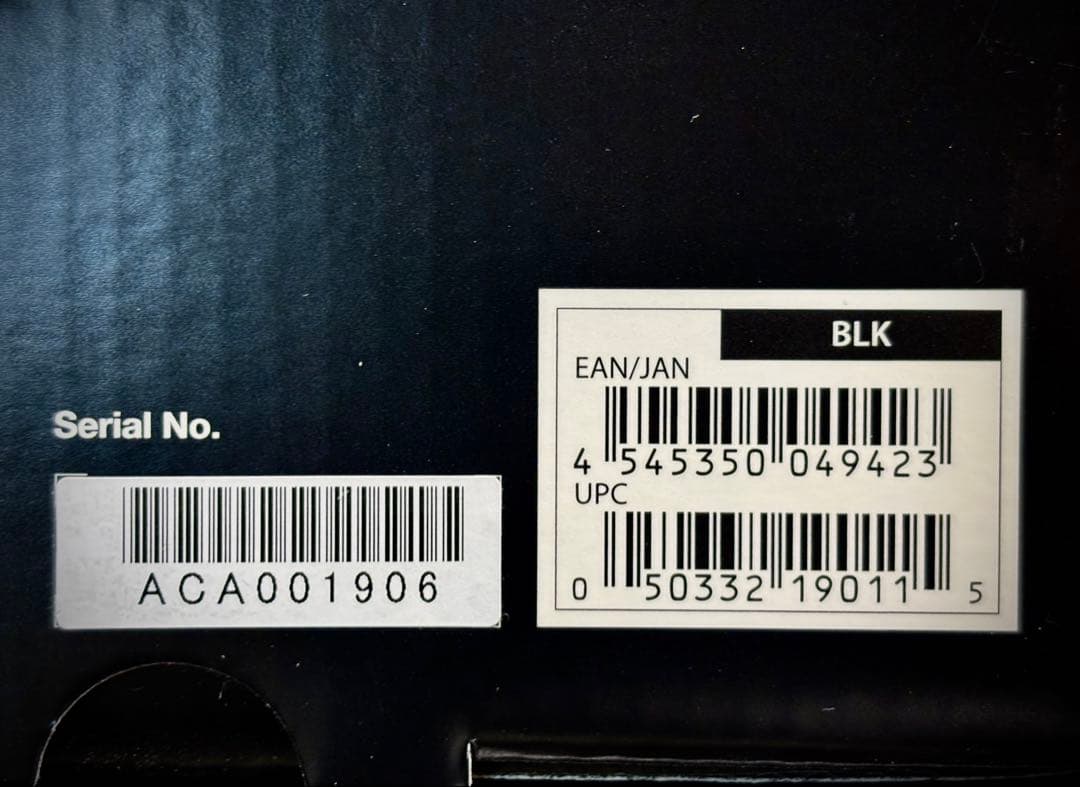 Serial No.
ACA001906
BLK
EAN/JAN
4 545350 049423
UPC
0 50332 19011 5